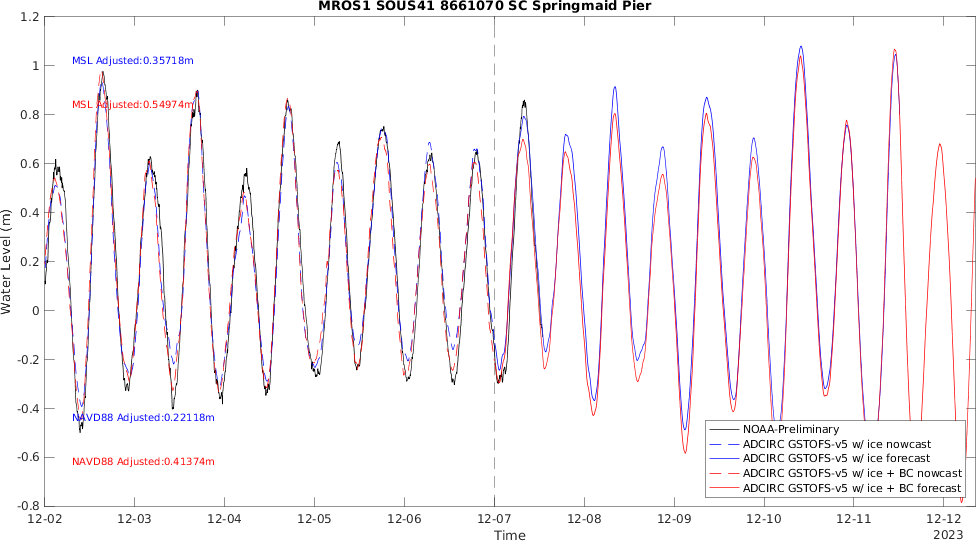 MROS1 SOUS41 8661070 SC Springmaid Pier
1.2
1
0.8
0.6
0.4
0.2
0
-0.2
-0.4
-0.6
-0.8
Water Level (m)
MSL Adjusted:0.35718m
MSL Adjusted:0.54974m
NAVD88 Adjusted:0.22118m
NAVD88 Adjusted:0.41374m
NOAA-Preliminary
ADCIRC GSTOFS-v5 w/ ice nowcast
ADCIRC GSTOFS-v5 w/ ice forecast
ADCIRC GSTOFS-v5 w/ ice + BC nowcast
ADCIRC GSTOFS-v5 w/ ice + BC forecast
12-02 12-03 12-04 12-05 12-06 12-07 12-08 12-09 12-10 12-11 12-12
Time
2023